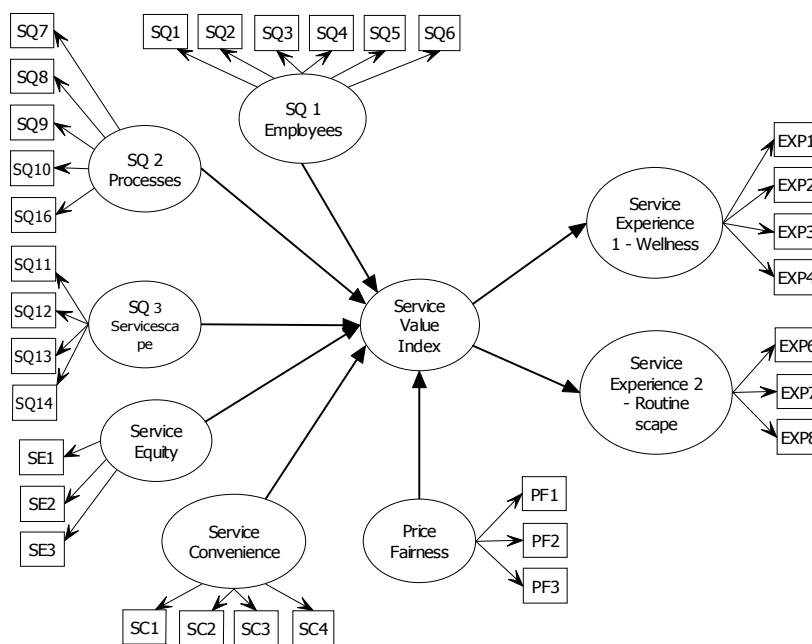 SQ7
SQ8
SQ9
SQ10
SQ16
SQ1
SQ2
SQ3
SQ4
SQ5
SQ6
SQ 1
Employees
SQ 2
Processes
SQ11
SQ12
SQ13
SQ14
SQ 3
Servicesca
pe
Service
Value
Index
Service
Experience
1 - Wellness
EXP1
EXP2
EXP3
EXP4
Service
Experience 2
- Routine
scape
EXP6
EXP7
EXP8
Service
Equity
SE1
SE2
SE3
Service
Convenience
SC1
SC2
SC3
SC4
Price
Fairness
PF1
PF2
PF3